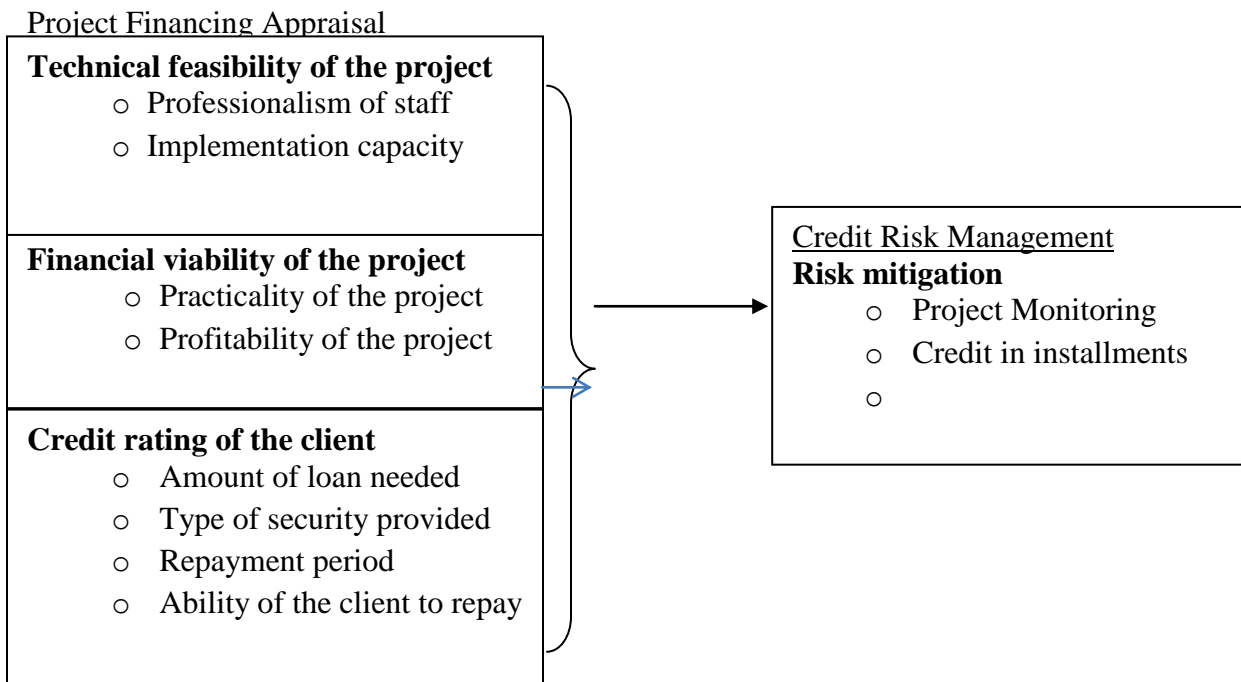 Project Financing Appraisal
Technical feasibility of the project
○ Professionalism of staff
○ Implementation capacity
Financial viability of the project
○ Practicality of the project
○ Profitability of the project
Credit rating of the client
○ Amount of loan needed
○ Type of security provided
○ Repayment period
○ Ability of the client to repay
Credit Risk Management
Risk mitigation
○ Project Monitoring
○ Credit in installments
○